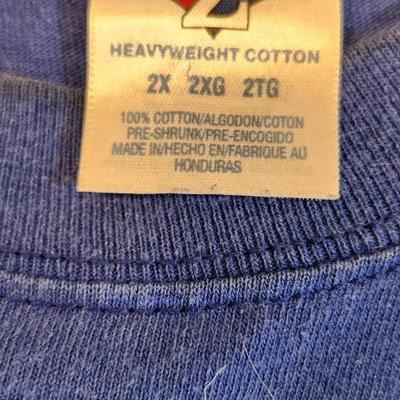 HEAVYWEIGHT COTTON
2X 2XG 2TG
100% COTTON/ALGODON/COTON
PRE-SHRUNK/PRE-ENCOGIDO
MADE IN/HECHO EN/FABRIQUE AU
HONDURAS